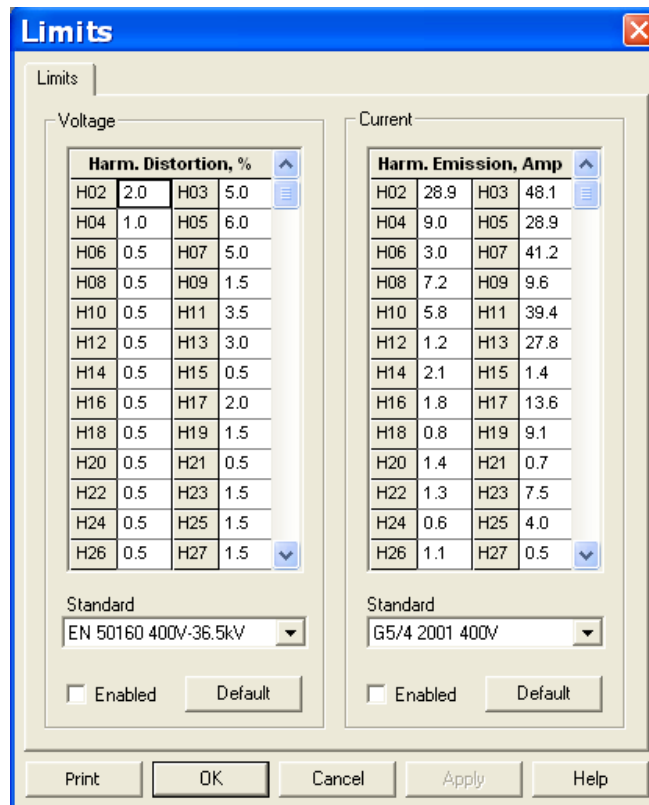 Limits
Limits
Voltage
Harm. Distortion, %
H02 2.0 H03 5.0
H04 1.0 H05 6.0
H06 0.5 H07 5.0
H08 0.5 H09 1.5
H10 0.5 H11 3.5
H12 0.5 H13 3.0
H14 0.5 H15 0.5
H16 0.5 H17 2.0
H18 0.5 H19 1.5
H20 0.5 H21 0.5
H22 0.5 H23 1.5
H24 0.5 H25 1.5
H26 0.5 H27 1.5
Standard
EN 50160 400V-36.5kV
Enabled Default
Current
Harm. Emission, Amp
H02 28.9 H03 48.1
H04 9.0 H05 28.9
H06 3.0 H07 41.2
H08 7.2 H09 9.6
H10 5.8 H11 39.4
H12 1.2 H13 27.8
H14 2.1 H15 1.4
H16 1.8 H17 13.6
H18 0.8 H19 9.1
H20 1.4 H21 0.7
H22 1.3 H23 7.5
H24 0.6 H25 4.0
H26 1.1 H27 0.5
Standard
G5/4 2001 400V
Enabled Default
Print OK Cancel Apply Help